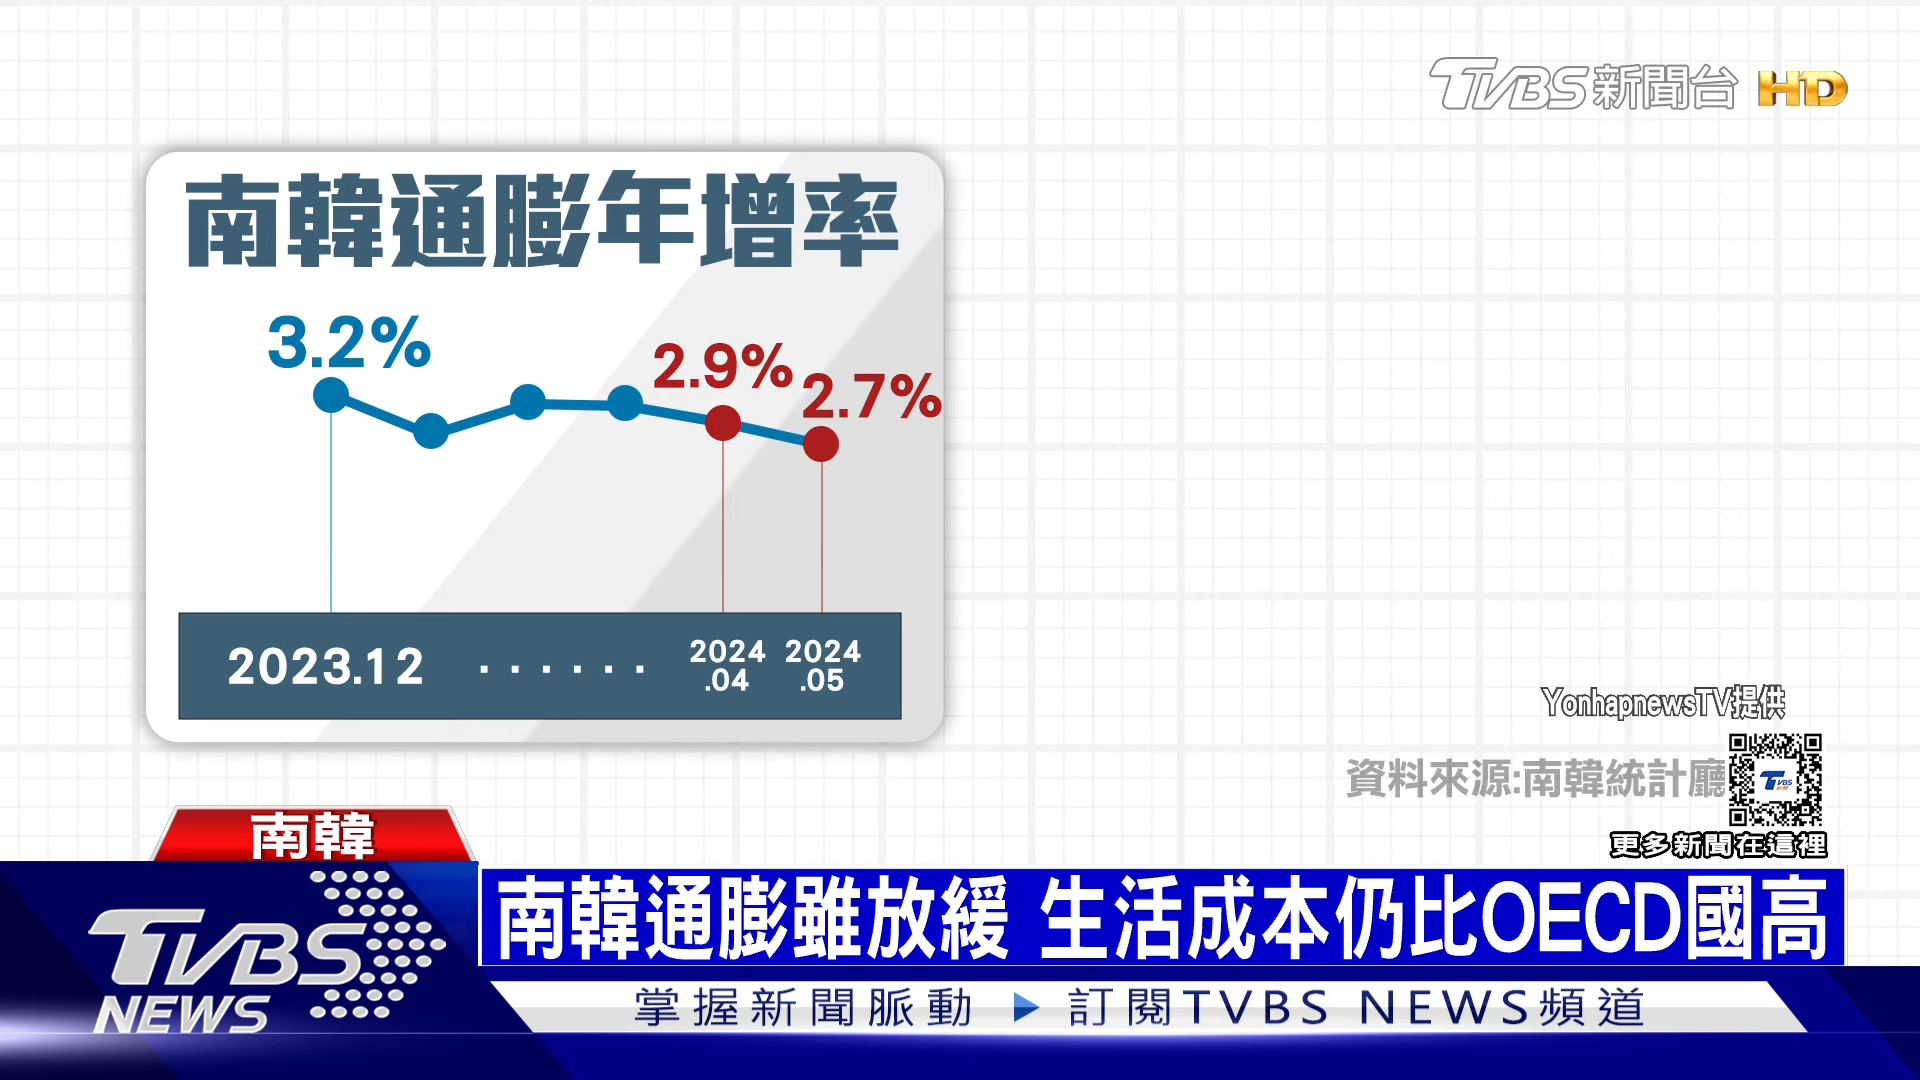 TVBS新聞台 HD
南韓通膨年增率
3.2%
2.9%
2.7%
2023.12 ...... 2024.04 2024.05
YonhapnewsTV提供
資料來源:南韓統計廳
TVBS
更多新聞在這裡
南韓
南韓通膨雖放緩 生活成本仍比OECD國高
TVBS NEWS
掌握新聞脈動 ▶ 訂閱TVBS NEWS頻道